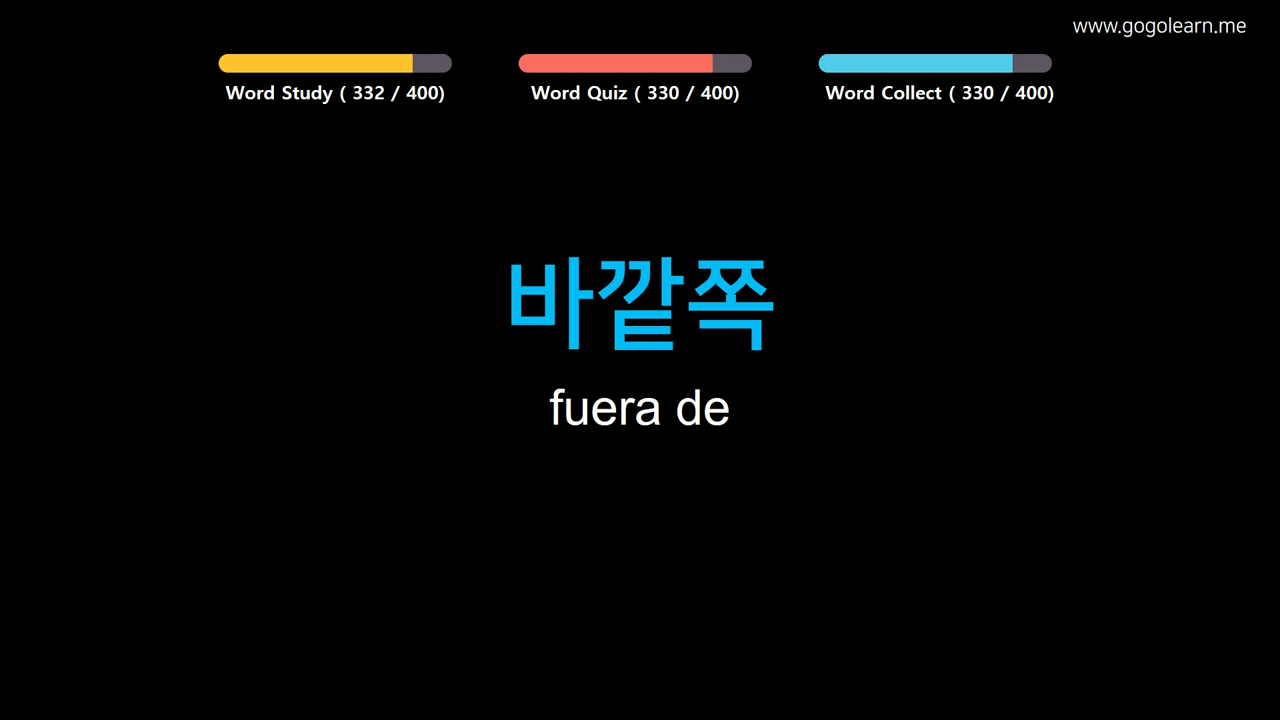 www.gogolearn.me
Word Study ( 332 / 400)
Word Quiz ( 330 / 400)
Word Collect ( 330 / 400)
바깥쪽
fuera de